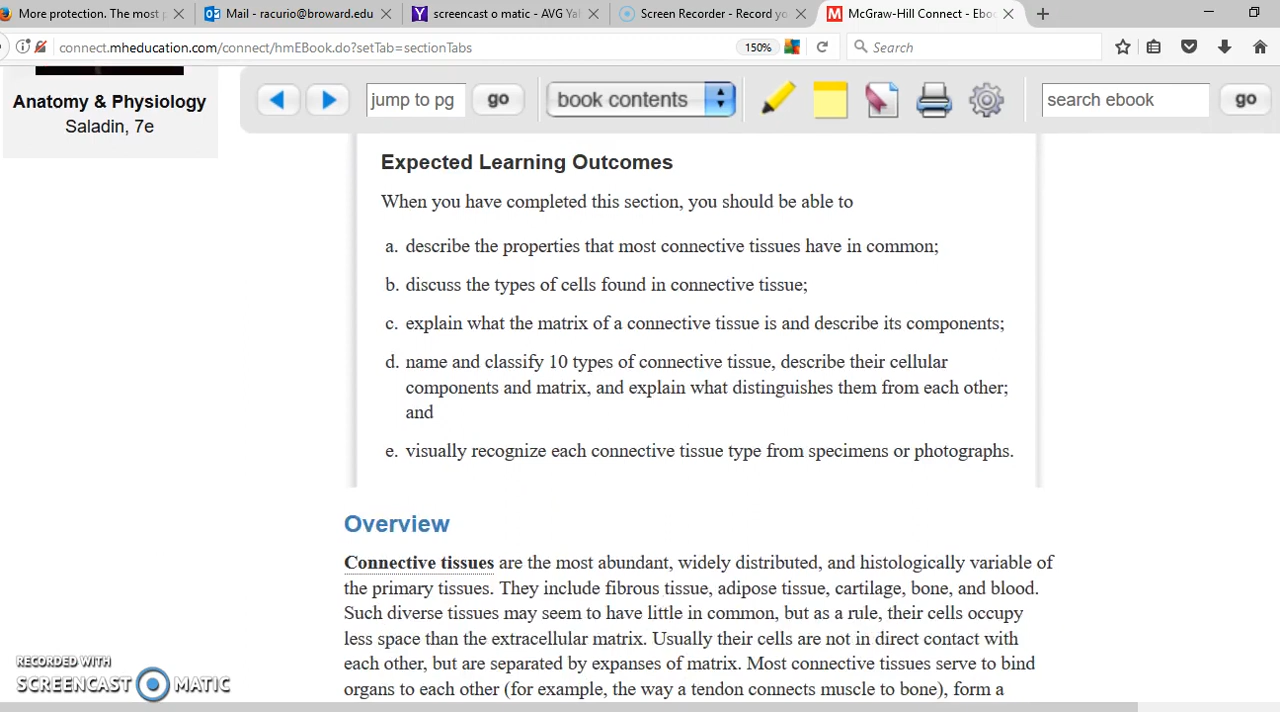 More protection. The most p
Mail - racurio@broward.edu
screencast o matic - AVG Yah
Screen Recorder - Record yo
McGraw-Hill Connect - Eboo
connect.mheducation.com/connect/hmEBook.do?setTab=sectionTabs
150%
Search
Anatomy & Physiology
Saladin, 7e
jump to pg
go
book contents
search ebook
go
Expected Learning Outcomes
When you have completed this section, you should be able to
a. describe the properties that most connective tissues have in common;
b. discuss the types of cells found in connective tissue;
c. explain what the matrix of a connective tissue is and describe its components;
d. name and classify 10 types of connective tissue, describe their cellular
components and matrix, and explain what distinguishes them from each other;
and
e. visually recognize each connective tissue type from specimens or photographs.
Overview
Connective tissues are the most abundant, widely distributed, and histologically variable of
the primary tissues. They include fibrous tissue, adipose tissue, cartilage, bone, and blood.
Such diverse tissues may seem to have little in common, but as a rule, their cells occupy
less space than the extracellular matrix. Usually their cells are not in direct contact with
each other, but are separated by expanses of matrix. Most connective tissues serve to bind
organs to each other (for example, the way a tendon connects muscle to bone), form a
RECORDED WITH
SCREENCAST MATIC